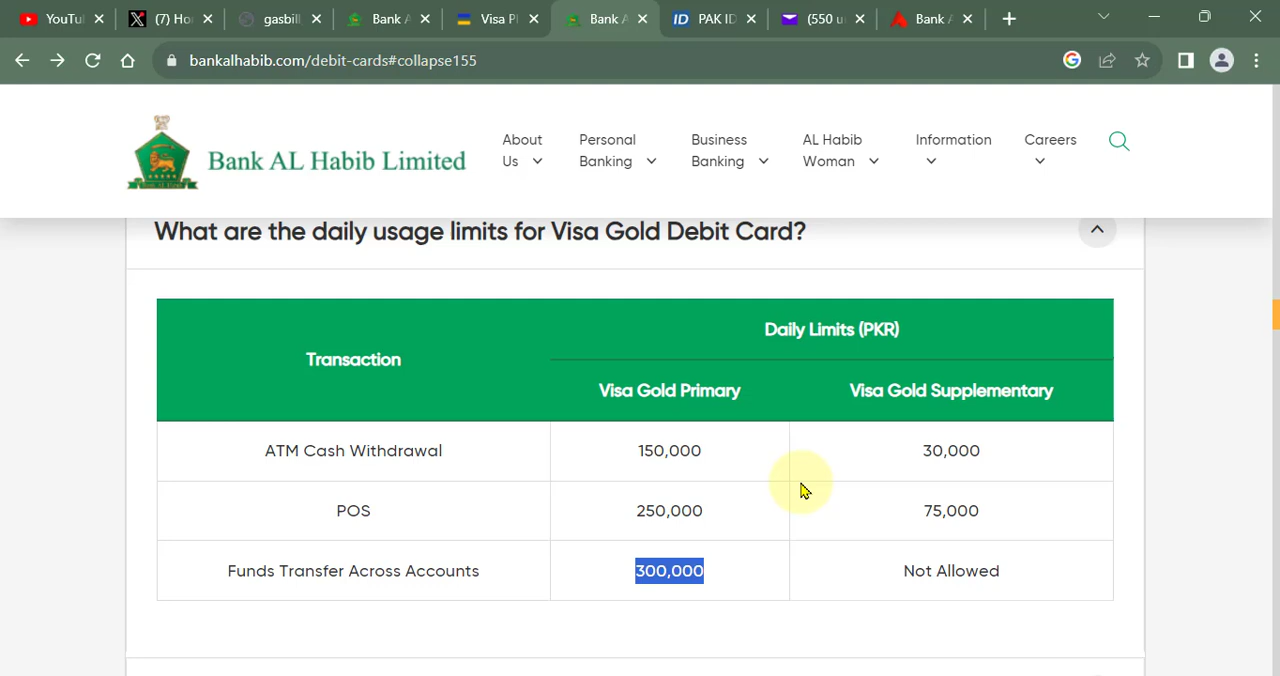 YouTu
(7) Ho
gasbill
Bank A
Visa Pl
Bank A
ID PAK ID
(550 u
Bank A
bankalhabib.com/debit-cards#collapse155
Bank AL Habib Limited
About Us
Personal Banking
Business Banking
AL Habib Woman
Information
Careers
What are the daily usage limits for Visa Gold Debit Card?
Transaction
Daily Limits (PKR)
Visa Gold Primary Visa Gold Supplementary
ATM Cash Withdrawal 150,000 30,000
POS 250,000 75,000
Funds Transfer Across Accounts 300,000 Not Allowed